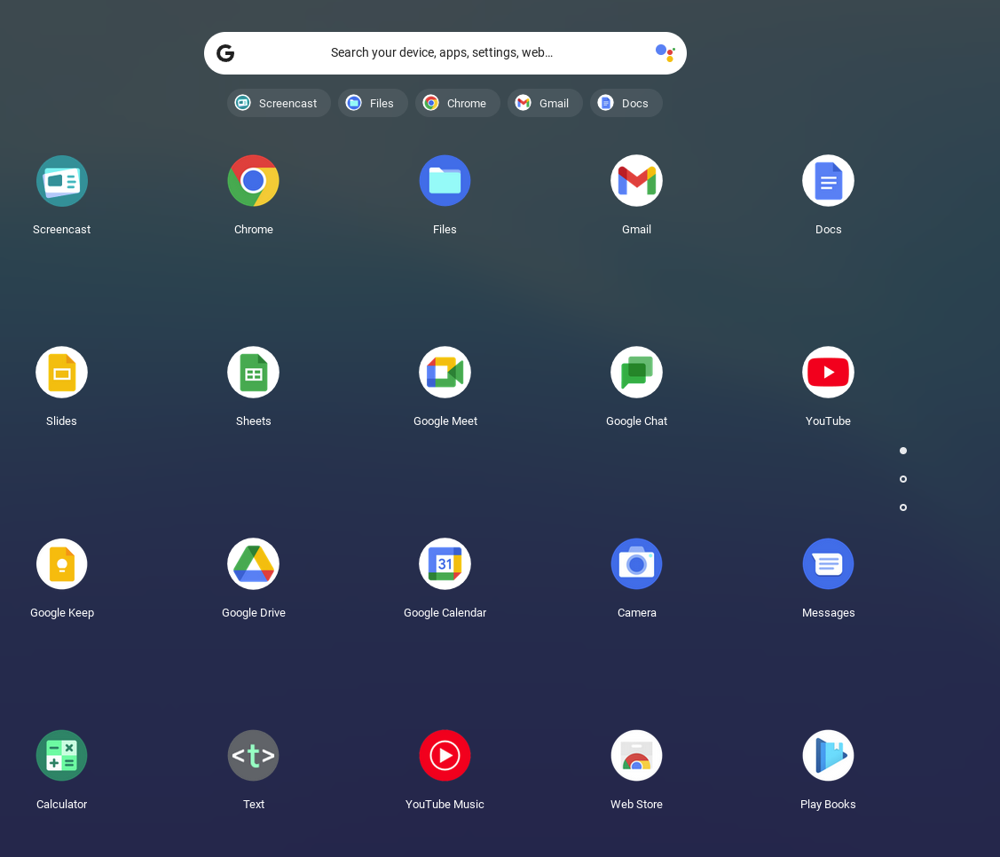 Search your device, apps, settings, web...
Screencast Files Chrome Gmail Docs
Screencast Chrome Files Gmail Docs
Slides Sheets Google Meet Google Chat YouTube
31
Google Keep Google Drive Google Calendar Camera Messages
<t>
Calculator Text YouTube Music Web Store Play Books